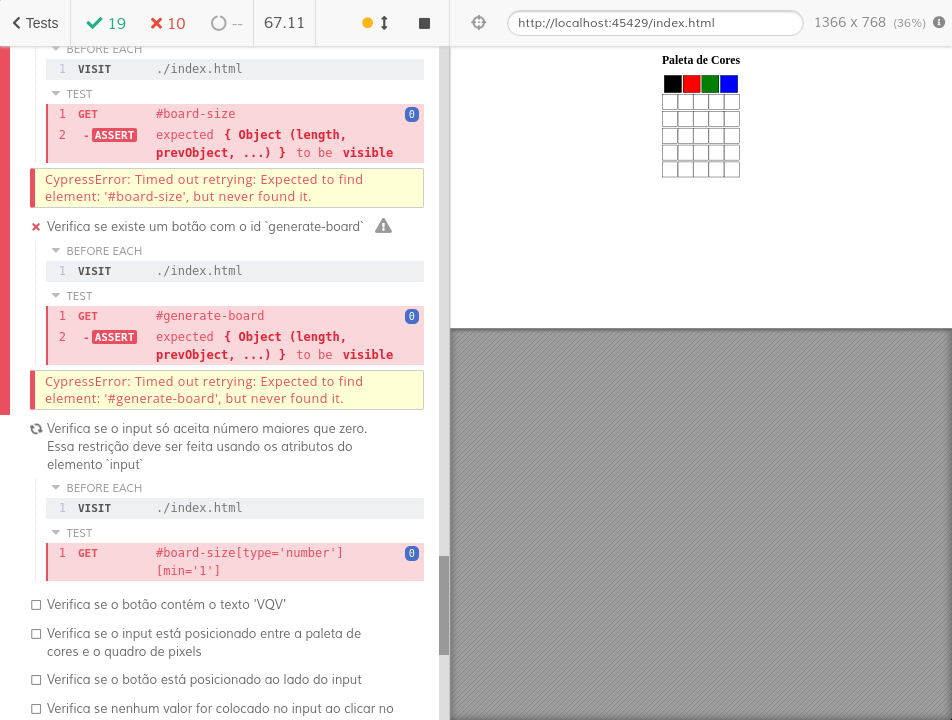 Tests
19
10
--
67.11
http://localhost:45429/index.html
1366 x 768 (36%)
BEFORE EACH
1 VISIT ./index.html
TEST
1 GET #board-size 0
2 -ASSERT expected { Object (length,
prevObject, ...) } to be visible
CypressError: Timed out retrying: Expected to find
element: '#board-size', but never found it.
Verifica se existe um botão com o id `generate-board`
BEFORE EACH
1 VISIT ./index.html
TEST
1 GET #generate-board 0
2 -ASSERT expected { Object (length,
prevObject, ...) } to be visible
CypressError: Timed out retrying: Expected to find
element: '#generate-board', but never found it.
Verifica se o input só aceita número maiores que zero.
Essa restrição deve ser feita usando os atributos do
elemento `input`
BEFORE EACH
1 VISIT ./index.html
TEST
1 GET #board-size[type='number'] 0
[min='1']
Verifica se o botão contém o texto 'VQV'
Verifica se o input está posicionado entre a paleta de
cores e o quadro de pixels
Verifica se o botão está posicionado ao lado do input
Verifica se nenhum valor for colocado no input ao clicar no
Paleta de Cores